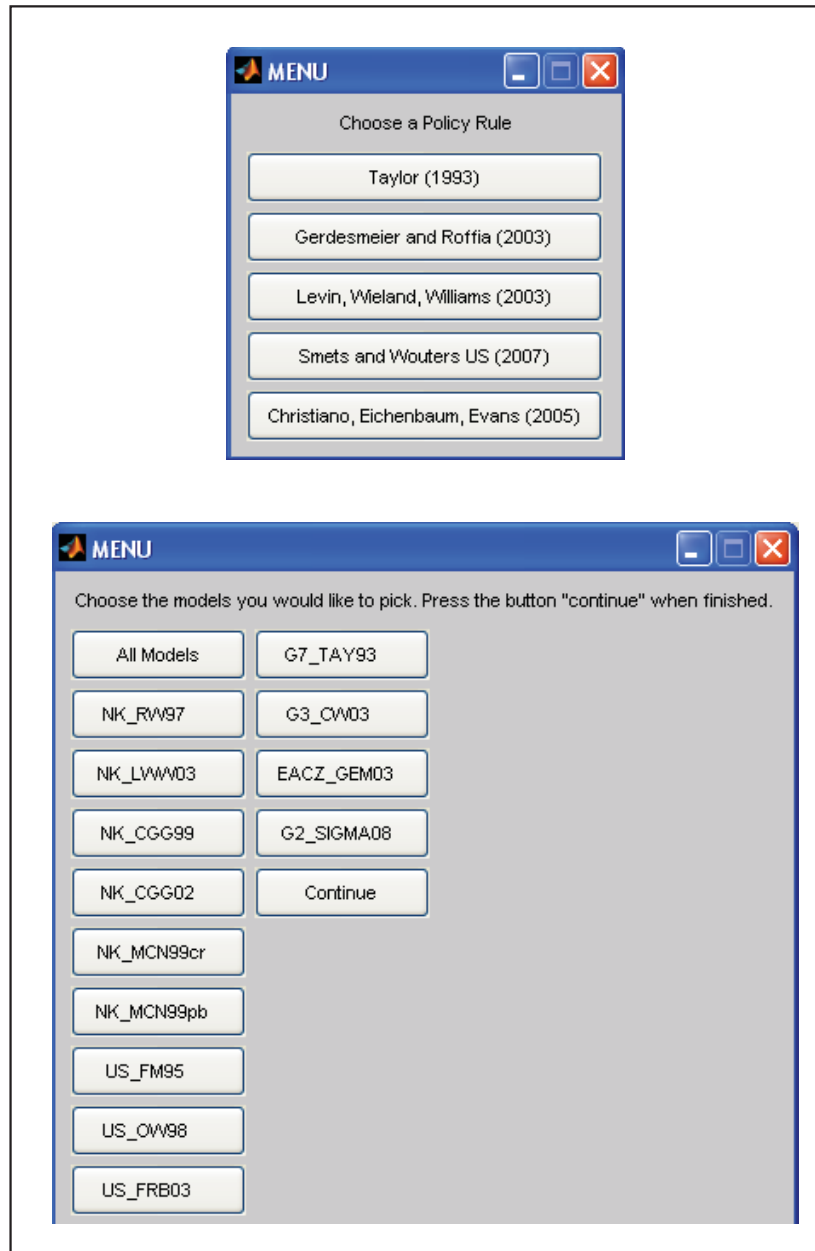 MENU
Choose a Policy Rule
Taylor (1993)
Gerdesmeier and Roffia (2003)
Levin, Wieland, Williams (2003)
Smets and Wouters US (2007)
Christiano, Eichenbaum, Evans (2005)
MENU
Choose the models you would like to pick. Press the button "continue" when finished.
All Models
NK_RW97
NK_LWW03
NK_CGG99
NK_CGG02
NK_MCN99cr
NK_MCN99pb
US_FM95
US_OW98
US_FRB03
G7_TAY93
G3_CW03
EACZ_GEM03
G2_SIGMA08
Continue